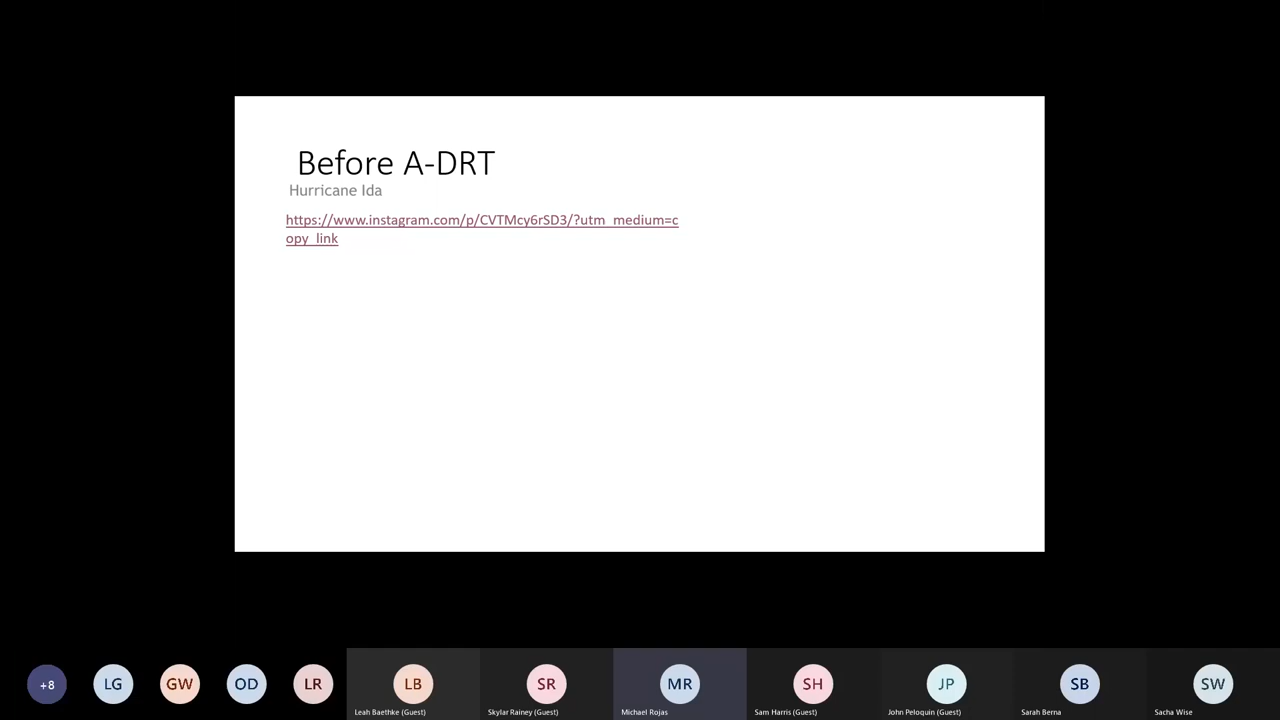 Before A-DRT
Hurricane Ida
https://www.instagram.com/p/CVTMcy6rSD3/?utm_medium=c
opy_link
+8
LG
GW
OD
LR
LB
SR
MR
SH
JP
SB
SW
Leah Baethke (Guest)
Skylar Rainey (Guest)
Michael Rojas
Sam Harris (Guest)
John Peloquin (Guest)
Sarah Berna
Sacha Wise